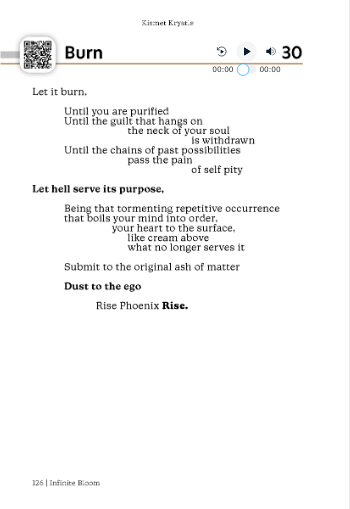 Kismet Krystle
Burn
30
00:00
00:00
Let it burn,
Until you are purified
Until the guilt that hangs on
the neck of your soul
is withdrawn
Until the chains of past possibilities
pass the pain
of self pity
Let hell serve its purpose,
Being that tormenting repetitive occurrence
that boils your mind into order,
your heart to the surface,
like cream above
what no longer serves it
Submit to the original ash of matter
Dust to the ego
Rise Phoenix Rise.
126 | Infinite Bloom